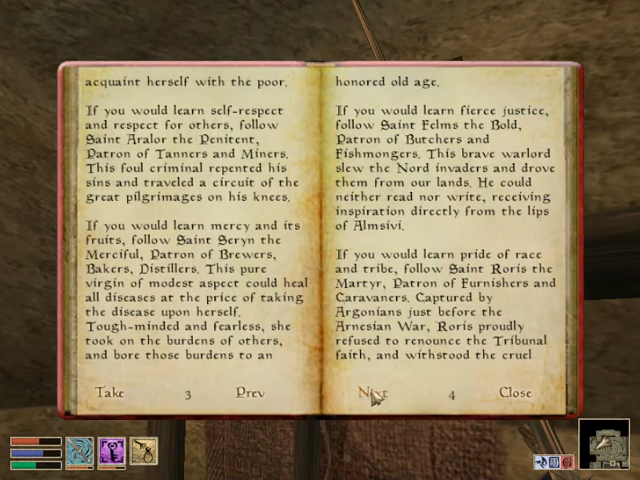 acquaint herself with the poor.
If you would learn self-respect
and respect for others, follow
Saint Aralor the Penitent,
Patron of Tanners and Miners.
This foul criminal repented his
sins and traveled a circuit of the
great pilgrimages on his knees.
If you would learn mercy and its
fruits, follow Saint Seryn the
Merciful, Patron of Brewers,
Bakers, Distillers. This pure
virgin of modest aspect could heal
all diseases at the price of taking
the disease upon herself.
Tough-minded and fearless, she
took on the burdens of others,
and bore those burdens to an
honored old age.
If you would learn fierce justice,
follow Saint Felms the Bold,
Patron of Butchers and
Fishmongers. This brave warlord
slew the Nord invaders and drove
them from our lands. He could
neither read nor write, receiving
inspiration directly from the lips
of Almsivi.
If you would learn pride of race
and tribe, follow Saint Roris the
Martyr, Patron of Furnishers and
Caravaners. Captured by
Argonians just before the
Arnesian War, Roris proudly
refused to renounce the Tribunal
faith, and withstood the cruel
Take 3 Prev Next 4 Close